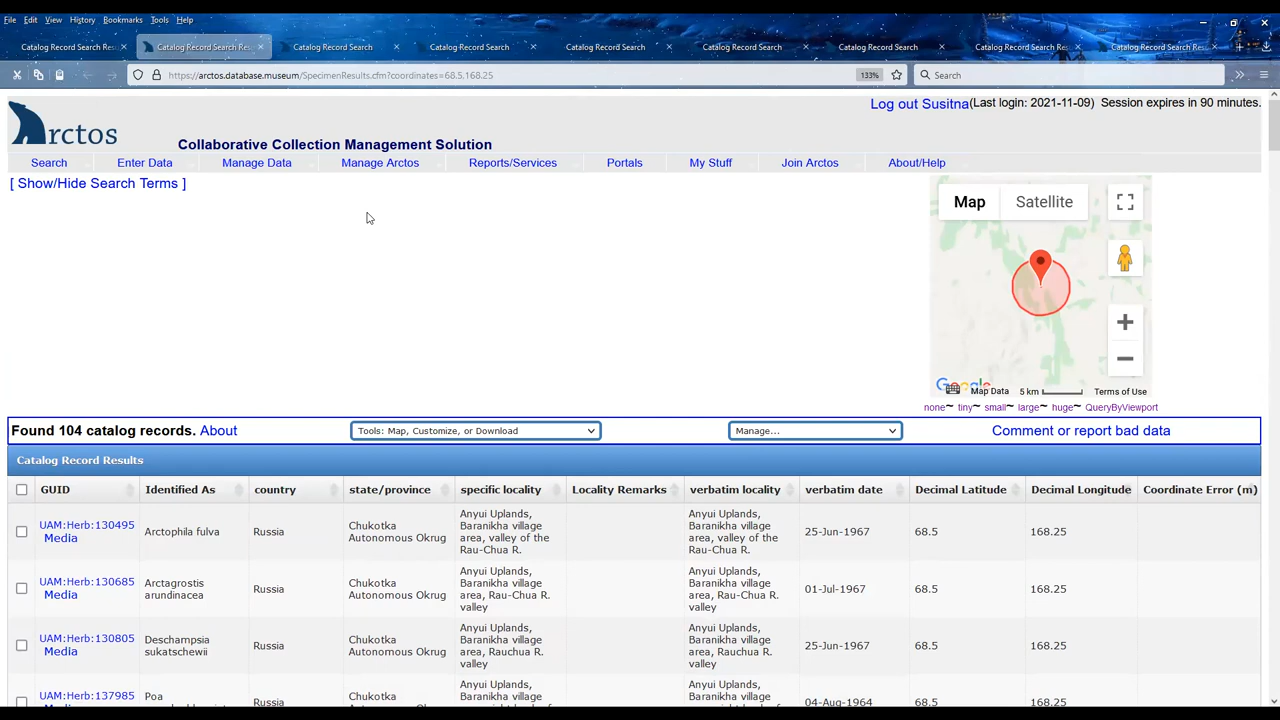 File Edit View History Bookmarks Tools Help
Catalog Record Search Res Catalog Record Search Res Catalog Record Search Catalog Record Search Catalog Record Search Catalog Record Search Catalog Record Search Catalog Record Search Res Catalog Record Search Res
https://arctos.database.museum/SpecimenResults.cfm?coordinates=68.5,168.25 133% Search
Log out Susitna(Last login: 2021-11-09) Session expires in 90 minutes.
Arctos
Collaborative Collection Management Solution
Search Enter Data Manage Data Manage Arctos Reports/Services Portals My Stuff Join Arctos About/Help
[ Show/Hide Search Terms ]
Map Satellite
Google Map Data 5 km Terms of Use
none~ tiny~ small~ large~ huge~ QueryByViewport
Found 104 catalog records. About Tools: Map, Customize, or Download Manage... Comment or report bad data
Catalog Record Results
GUID Identified As country state/province specific locality Locality Remarks verbatim locality verbatim date Decimal Latitude Decimal Longitude Coordinate Error (m)
UAM:Herb:130495
Media
Arctophila fulva
Russia
Chukotka
Autonomous Okrug
Anyui Uplands,
Baranikha village
area, valley of the
Rau-Chua R.
Anyui Uplands,
Baranikha village
area, valley of the
Rau-Chua R.
25-Jun-1967
68.5
168.25
UAM:Herb:130685
Media
Arctagrostis
arundinacea
Russia
Chukotka
Autonomous Okrug
Anyui Uplands,
Baranikha village
area, Rau-Chua R.
valley
Anyui Uplands,
Baranikha village
area, Rau-Chua R.
valley
01-Jul-1967
68.5
168.25
UAM:Herb:130805
Media
Deschampsia
sukatschewii
Russia
Chukotka
Autonomous Okrug
Anyui Uplands,
Baranikha village
area, Rauchua R.
valley
Anyui Uplands,
Baranikha village
area, Rauchua R.
valley
25-Jun-1967
68.5
168.25
UAM:Herb:137985
Media
Poa
Russia
Chukotka
Autonomous Okrug
Anyui Uplands,
Baranikha village
Anyui Uplands,
Baranikha village
04-Aug-1964
68.5
168.25